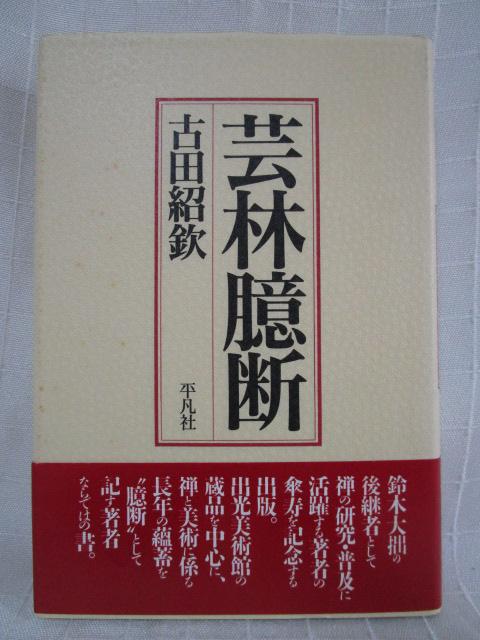 芸林臆断
古田紹欽
平凡社
鈴木大拙の
後継者として
禅の研究・普及に
活躍する著者の
傘寿を記念する
出版。
出光美術館の
蔵品を中心に、
禅と美術に係る
長年の蘊蓄を
〝臆断〟として
記す著者
ならではの書。